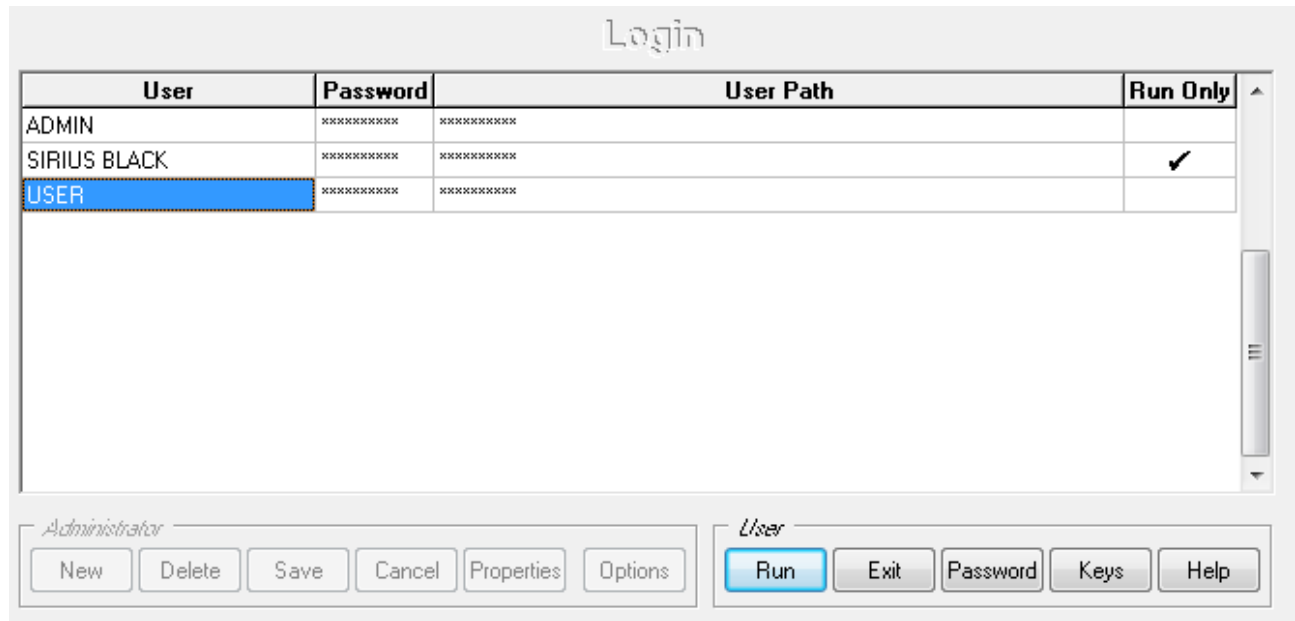 Login
User Password User Path Run Only
ADMIN ********** **********
SIRIUS BLACK ********** ********** ✔
USER ********** **********
Administrator User
New Delete Save Cancel Properties Options Run Exit Password Keys Help